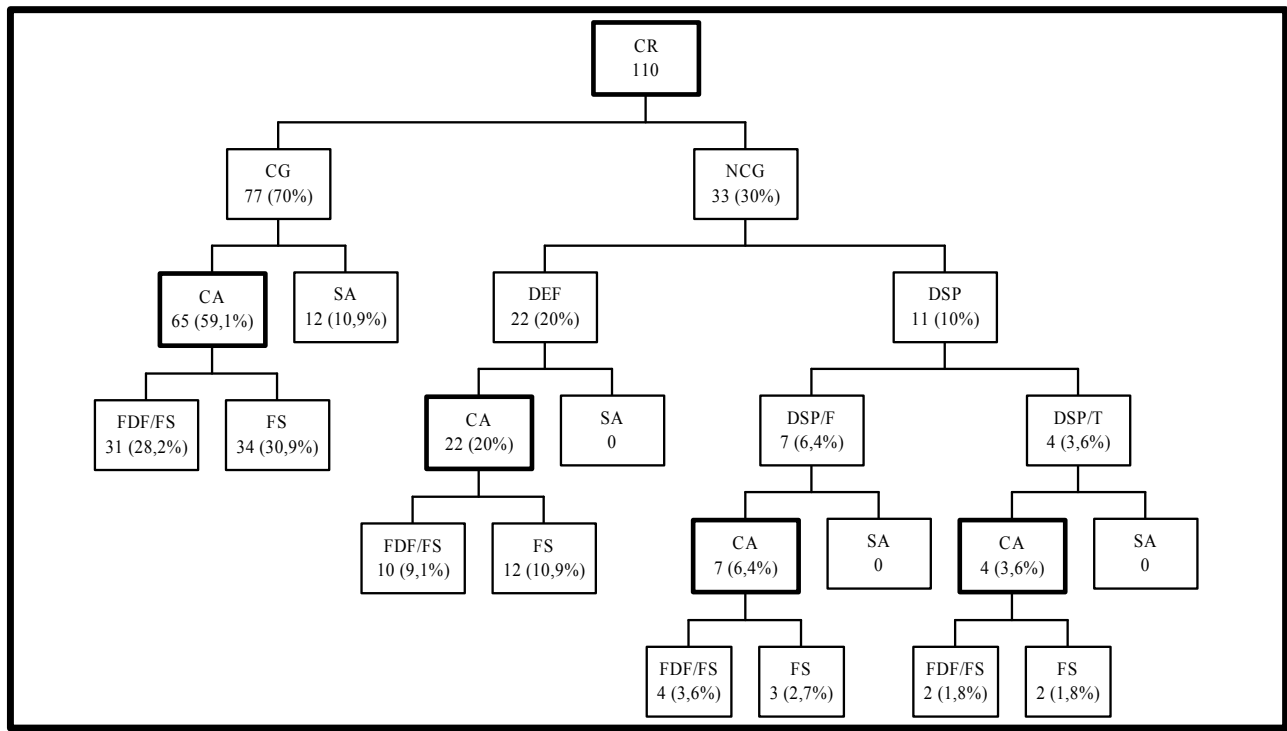 CR
110
CG
77 (70%)
NCG
33 (30%)
CA
65 (59,1%)
SA
12 (10,9%)
DEF
22 (20%)
DSP
11 (10%)
FDF/FS
31 (28,2%)
FS
34 (30,9%)
CA
22 (20%)
SA
0
DSP/F
7 (6,4%)
DSP/T
4 (3,6%)
FDF/FS
10 (9,1%)
FS
12 (10,9%)
CA
7 (6,4%)
SA
0
CA
4 (3,6%)
SA
0
FDF/FS
4 (3,6%)
FS
3 (2,7%)
FDF/FS
2 (1,8%)
FS
2 (1,8%)